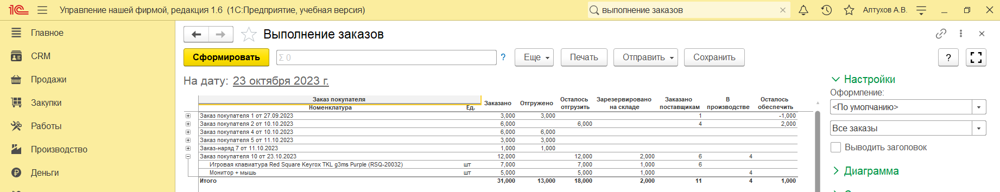 1С Управление нашей фирмой, редакция 1.6 (1С:Предприятие, учебная версия) выполнение заказов Алтухов А.В.
Главное
CRM
Продажи
Закупки
Работы
Производство
Деньги
Выполнение заказов
Сформировать Σ 0 ? Еще Печать Отправить Сохранить ?
На дату: 23 октября 2023 г.
Заказ покупателя Заказано Отгружено Осталось отгрузить Зарезервировано на складе Заказано поставщикам В производстве Осталось обеспечить
Номенклатура Ед.
Заказ покупателя 1 от 27.09.2023 3,000 3,000 1 -1,000
Заказ покупателя 2 от 10.10.2023 6,000 6,000 4 2,000
Заказ покупателя 4 от 10.10.2023 6,000 6,000
Заказ покупателя 5 от 11.10.2023 3,000 3,000
Заказ-наряд 7 от 11.10.2023 1,000 1,000
Заказ покупателя 10 от 23.10.2023 12,000 12,000 2,000 6 4
Игровая клавиатура Red Square Keyrox TKL g3ms Purple (RSQ-20032) шт 7,000 7,000 1,000 6
Монитор + мышь шт 5,000 5,000 1,000 4
Итого 31,000 13,000 18,000 2,000 11 4 1,000
Настройки
Оформление:
<По умолчанию>
Все заказы
Выводить заголовок
Диаграмма